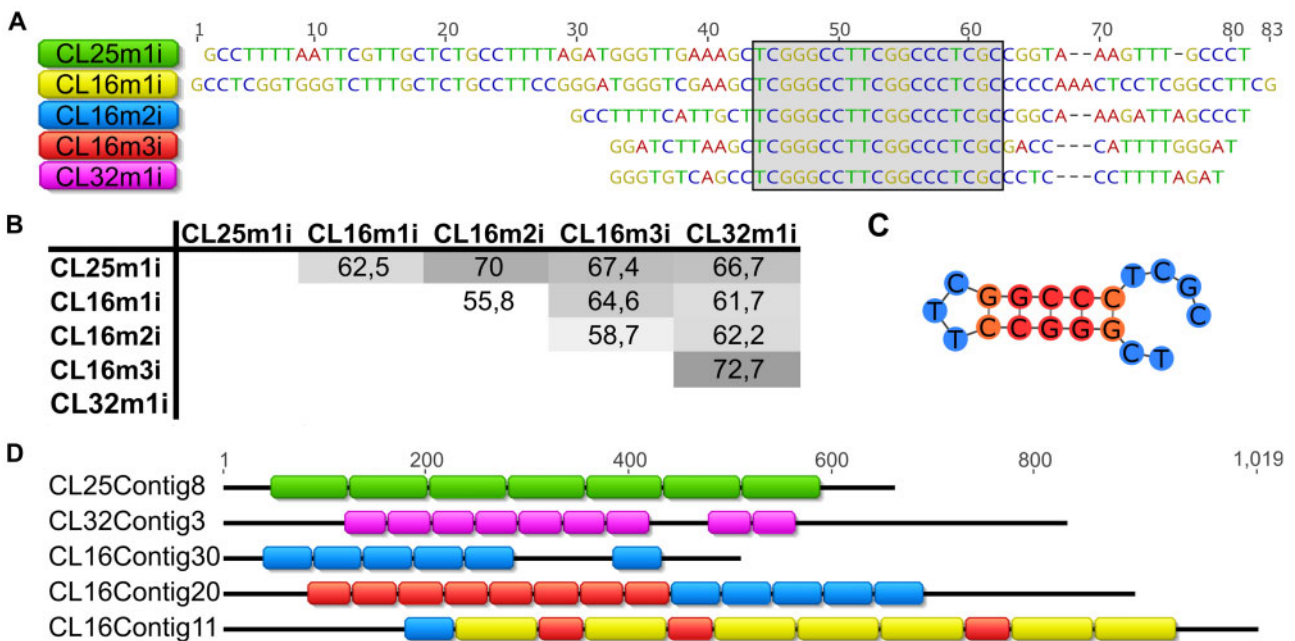 A
1 10 20 30 40 50 60 70 80 83
CL25m1i GCCTTTTAATTCGTTGCTCTGCCTTTTAGATGGGTTGAAAGCTCGGGCCTTCGGCCCTCGCCGGTA--AAGTTT-GCCCT
CL16m1i GCCTCGGTGGGTCTTTGCTCTGCCTTCCGGGATGGGTCGAAGCTCGGGCCTTCGGCCCTCGCCCCCAAACTCCTCGGCCTTCG
CL16m2i GCCTTTTCATTGCTTCGGGCCTTCGGCCCTCGCCGGCA--AAGATTAGCCCT
CL16m3i GGATCTTAAGCTCGGGCCTTCGGCCCTCGCGACC---CATTTTGGGAT
CL32m1i GGGTGTCAGCCTCGGGCCTTCGGCCCTCGCCCTC---CCTTTTAGAT
B
CL25m1i CL16m1i CL16m2i CL16m3i CL32m1i
CL25m1i 62,5 70 67,4 66,7
CL16m1i 55,8 64,6 61,7
CL16m2i 58,7 62,2
CL16m3i 72,7
CL32m1i
C
T C G G C C C T C G C
T C C G G G C T
D
1 200 400 600 800 1,019
CL25Contig8
CL32Contig3
CL16Contig30
CL16Contig20
CL16Contig11